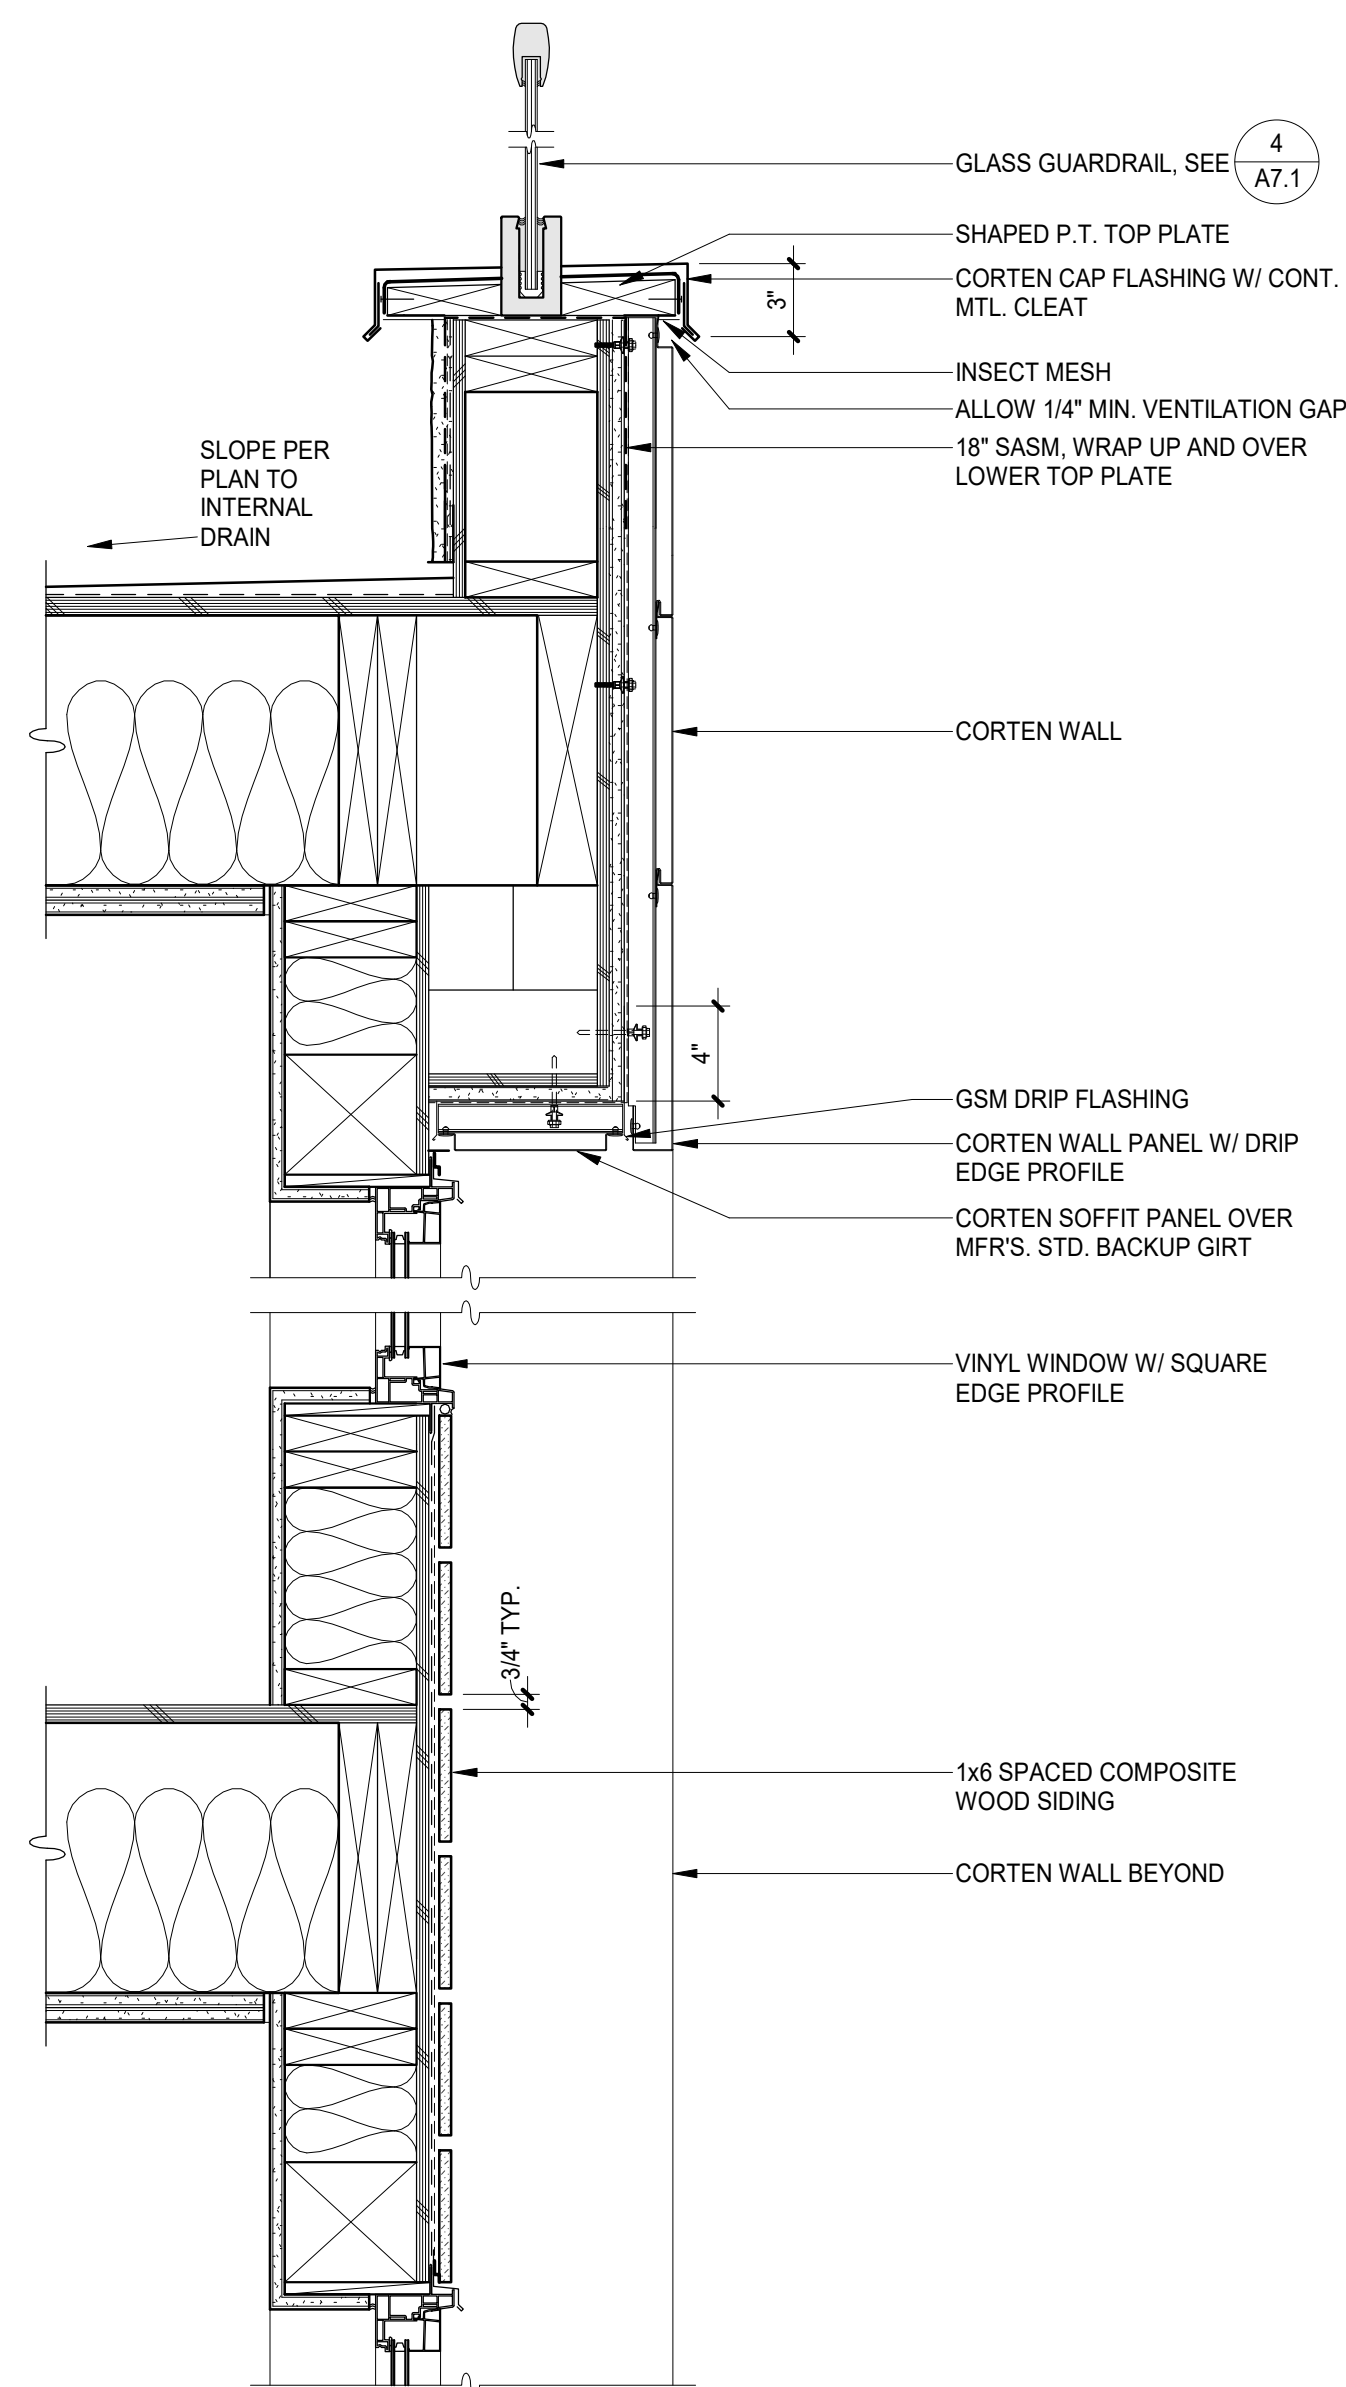 GLASS GUARDRAIL, SEE
4
A7.1
SHAPED P.T. TOP PLATE
3"
CORTEN CAP FLASHING W/ CONT.
MTL. CLEAT
INSECT MESH
ALLOW 1/4" MIN. VENTILATION GAP
18" SASM, WRAP UP AND OVER
LOWER TOP PLATE
SLOPE PER
PLAN TO
INTERNAL
DRAIN
CORTEN WALL
4"
GSM DRIP FLASHING
CORTEN WALL PANEL W/ DRIP
EDGE PROFILE
CORTEN SOFFIT PANEL OVER
MFR'S. STD. BACKUP GIRT
VINYL WINDOW W/ SQUARE
EDGE PROFILE
3/4" TYP.
1x6 SPACED COMPOSITE
WOOD SIDING
CORTEN WALL BEYOND